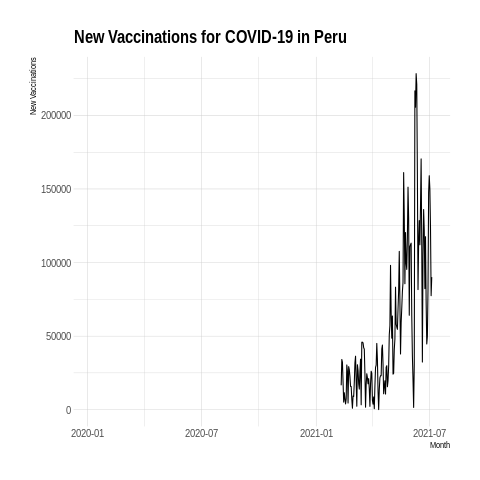 New Vaccinations for COVID-19 in Peru
New Vaccinations
200000
150000
100000
50000
0
2020-01 2020-07 2021-01 2021-07
Month